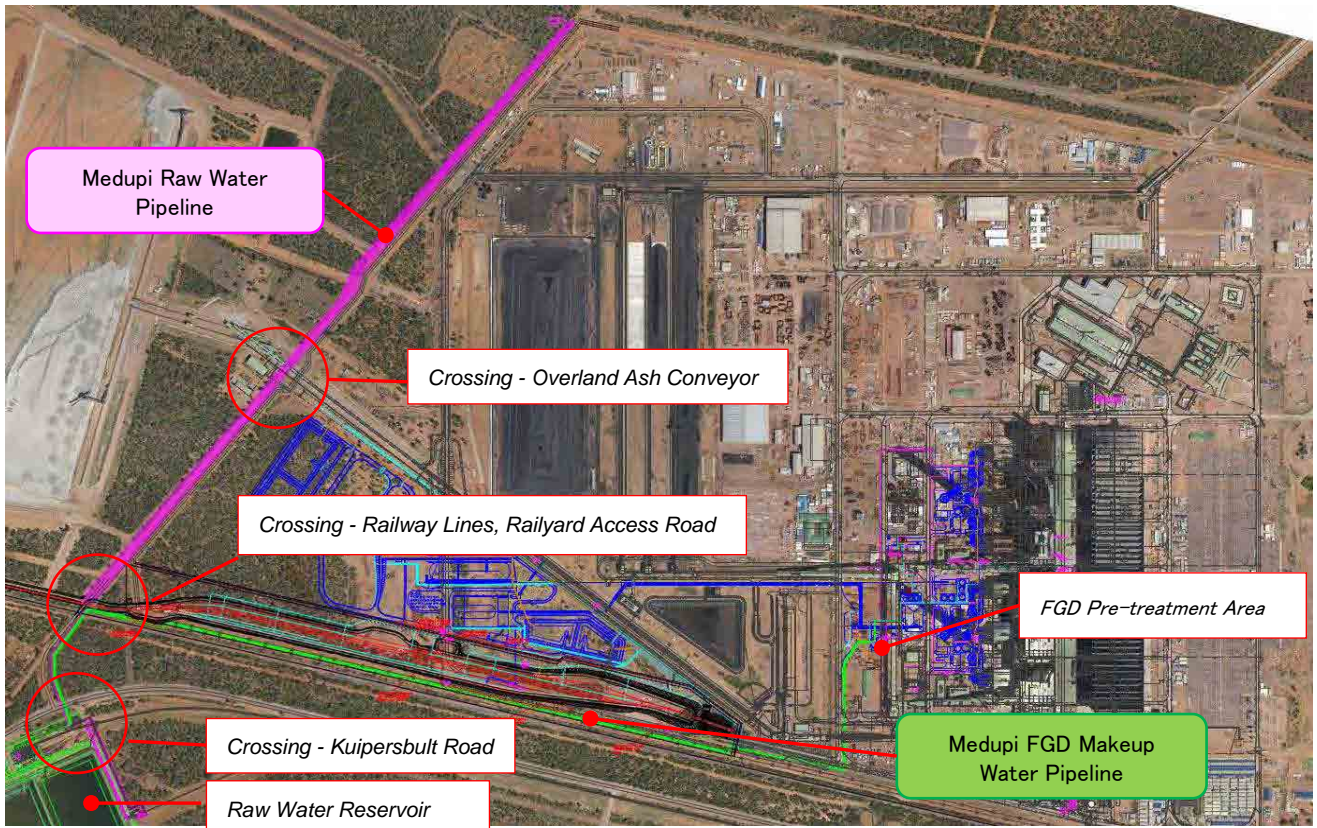 Medupi Raw Water
Pipeline
Crossing - Overland Ash Conveyor
Crossing - Railway Lines, Railyard Access Road
FGD Pre-treatment Area
Crossing - Kuipersbult Road
Medupi FGD Makeup
Water Pipeline
Raw Water Reservoir